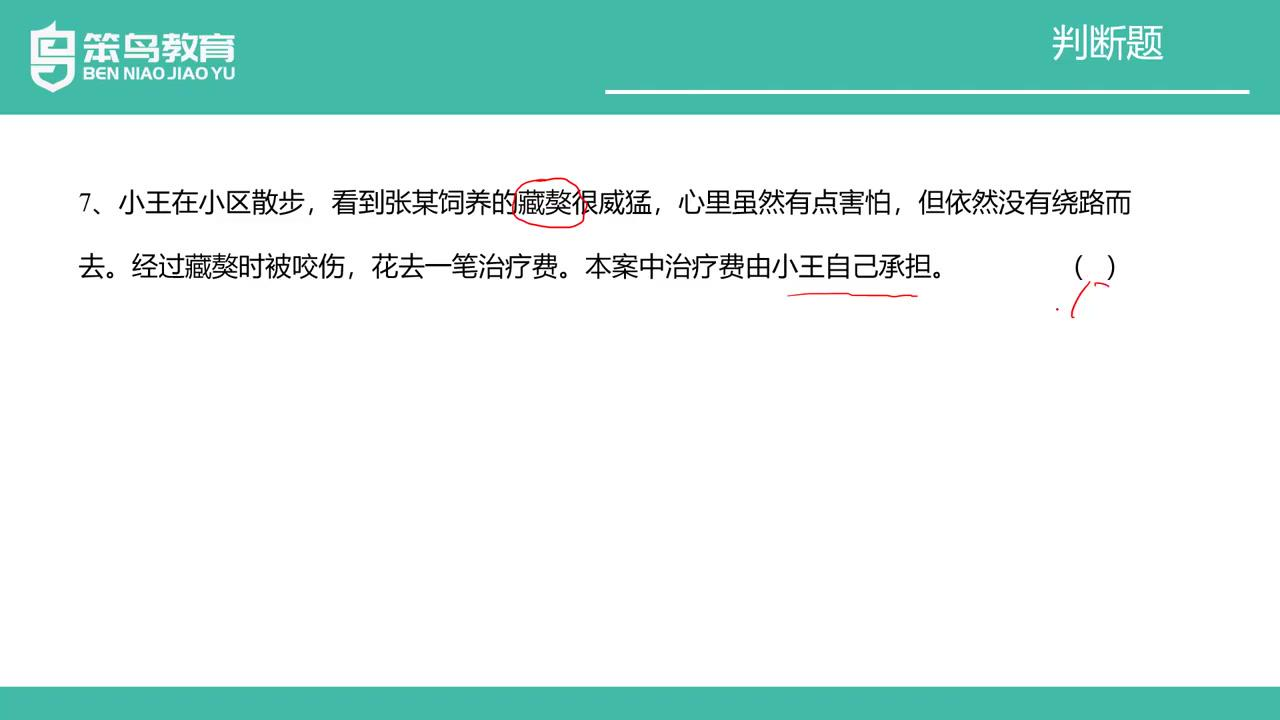 笨鸟教育
BEN NIAO JIAO YU
判断题
7、小王在小区散步，看到张某饲养的藏獒很威猛，心里虽然有点害怕，但依然没有绕路而
去。经过藏獒时被咬伤，花去一笔治疗费。本案中治疗费由小王自己承担。 （ ）